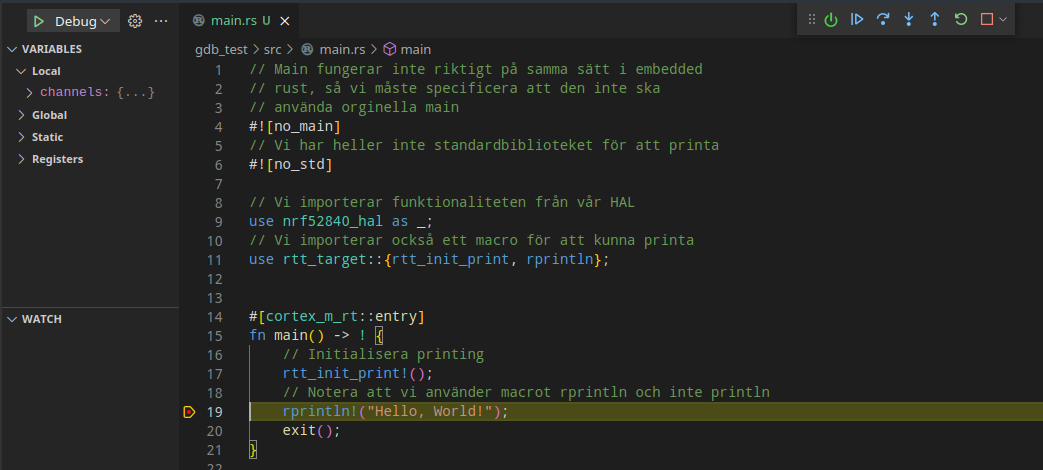 Debug
main.rs U
VARIABLES
Local
channels: {...}
Global
Static
Registers
WATCH
gdb_test > src > main.rs > main
1 // Main fungerar inte riktigt på samma sätt i embedded
2 // rust, så vi måste specificera att den inte ska
3 // använda orginella main
4 #![no_main]
5 // Vi har heller inte standardbiblioteket för att printa
6 #![no_std]
7
8 // Vi importerar funktionaliteten från vår HAL
9 use nrf52840_hal as _;
10 // Vi importerar också ett macro för att kunna printa
11 use rtt_target::{rtt_init_print, rprintln};
12
13
14 #[cortex_m_rt::entry]
15 fn main() -> ! {
16 // Initialisera printing
17 rtt_init_print!();
18 // Notera att vi använder macrot rprintln och inte println
19 rprintln!("Hello, World!");
20 exit();
21 }
22